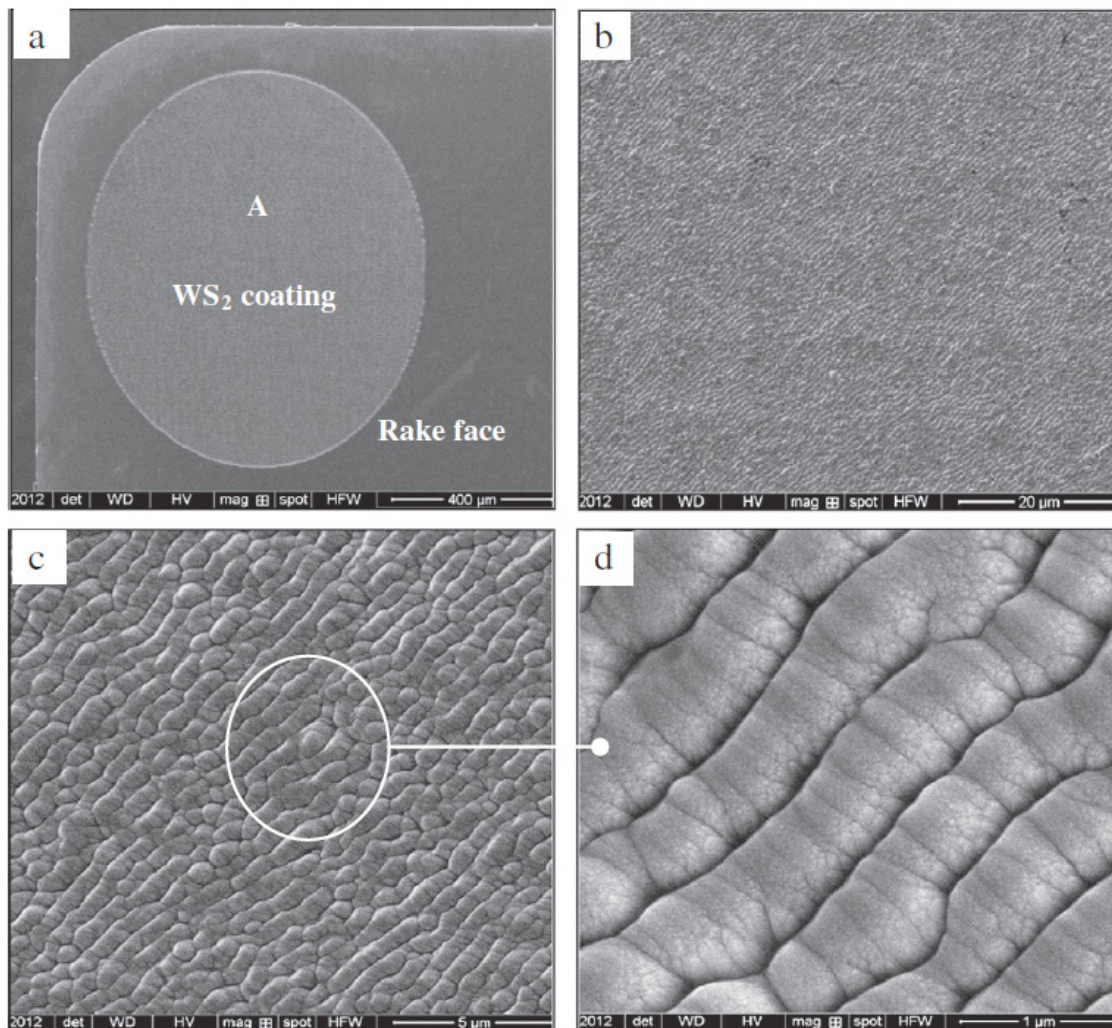 a
A
WS₂ coating
Rake face
2012 det WD HV mag spot HFW 400 µm
b
2012 det WD HV mag spot HFW 20 µm
c
2012 det WD HV mag spot HFW 5 µm
d
2012 det WD HV mag spot HFW 1 µm